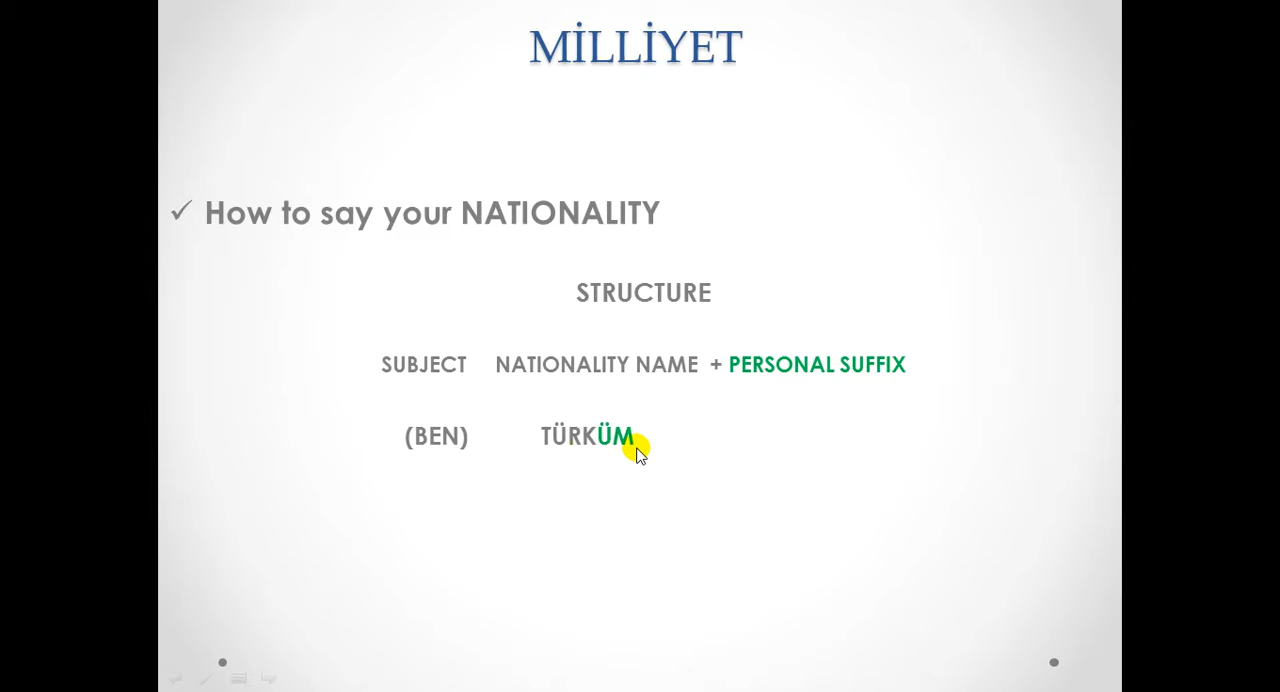 MİLLİYET
✓ How to say your NATIONALITY
STRUCTURE
SUBJECT NATIONALITY NAME + PERSONAL SUFFIX
(BEN) TÜRKÜM